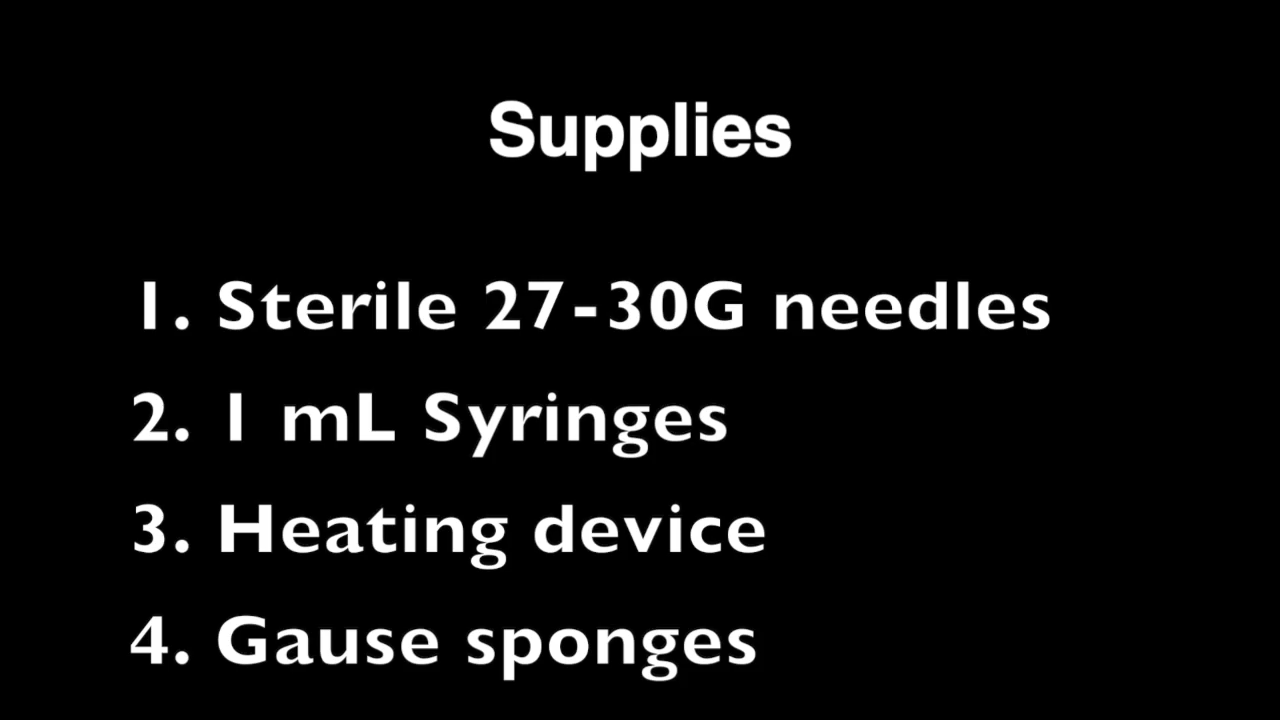 Supplies
1. Sterile 27-30G needles
2. 1 mL Syringes
3. Heating device
4. Gause sponges